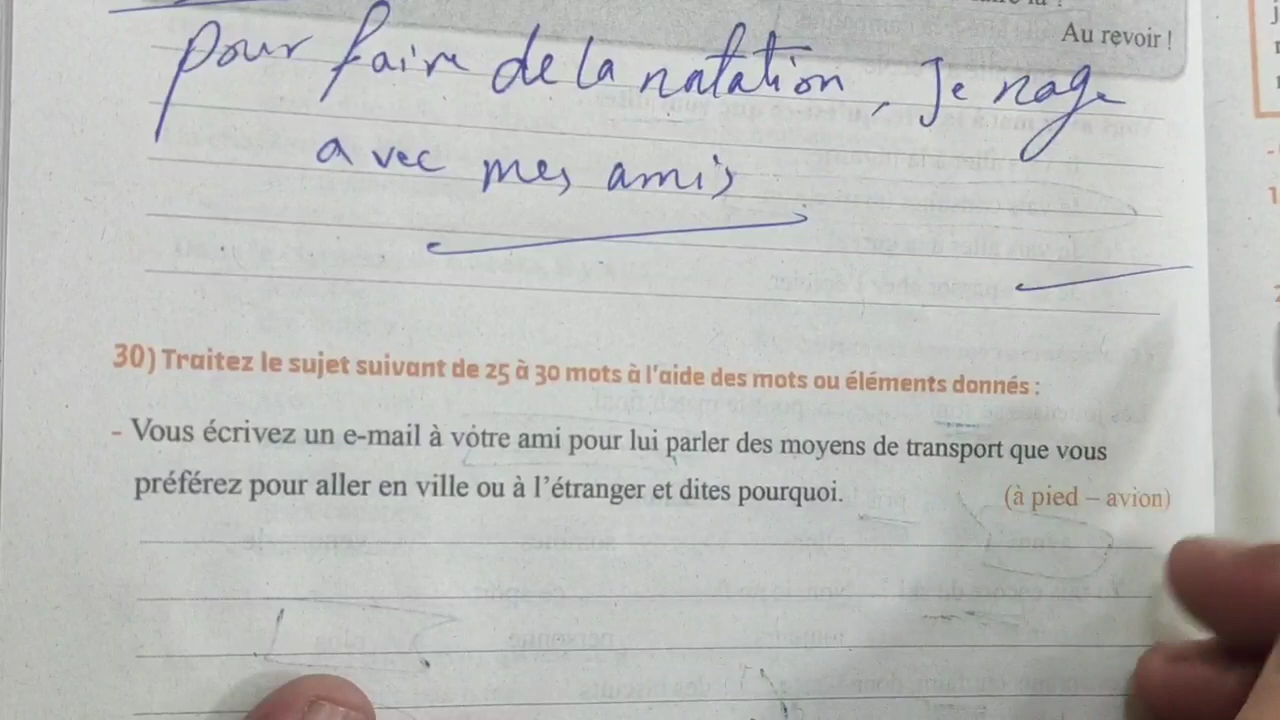 Au revoir !
pour faire de la natation, Je nage
avec mes amis
30) Traitez le sujet suivant de 25 à 30 mots à l'aide des mots ou éléments donnés :
- Vous écrivez un e-mail à votre ami pour lui parler des moyens de transport que vous
préférez pour aller en ville ou à l'étranger et dites pourquoi. (à pied – avion)